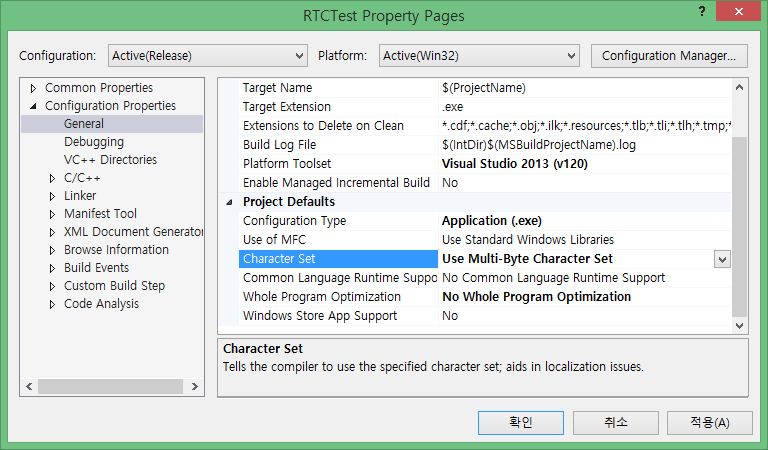 RTCTest Property Pages
? ×
Configuration: Active(Release) Platform: Active(Win32) Configuration Manager...
Common Properties
Configuration Properties
General
Debugging
VC++ Directories
C/C++
Linker
Manifest Tool
XML Document Generator
Browse Information
Build Events
Custom Build Step
Code Analysis
Target Name $(ProjectName)
Target Extension .exe
Extensions to Delete on Clean *.cdf;*.cache;*.obj;*.ilk;*.resources;*.tlb;*.tli;*.tlh;*.tmp;*
Build Log File $(IntDir)$(MSBuildProjectName).log
Platform Toolset Visual Studio 2013 (v120)
Enable Managed Incremental Build No
Project Defaults
Configuration Type Application (.exe)
Use of MFC Use Standard Windows Libraries
Character Set Use Multi-Byte Character Set
Common Language Runtime Suppo No Common Language Runtime Support
Whole Program Optimization No Whole Program Optimization
Windows Store App Support No
Character Set
Tells the compiler to use the specified character set; aids in localization issues.
확인 취소 적용(A)